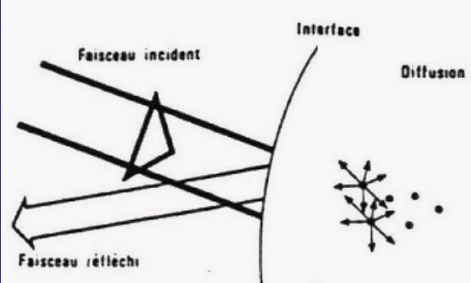 Interface
Faisceau incident
Diffusion
Faisceau réfléchi